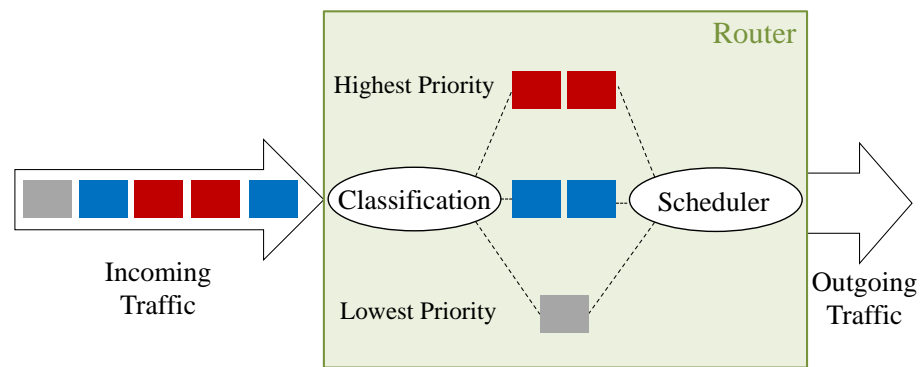 Router
Highest Priority
Classification
Scheduler
Incoming
Traffic
Lowest Priority
Outgoing
Traffic